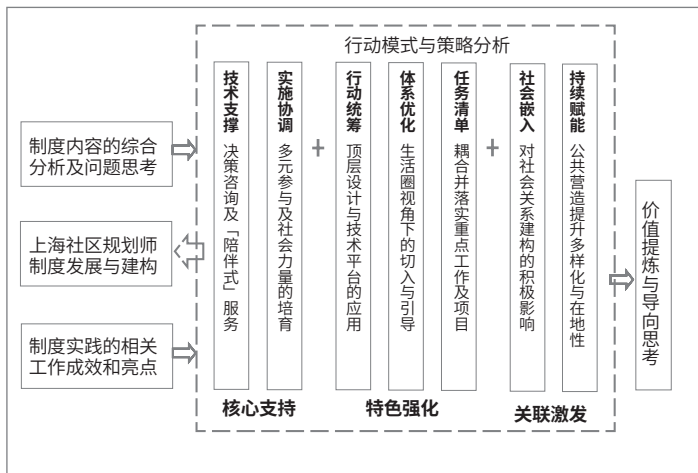 行动模式与策略分析
制度内容的综合
分析及问题思考
上海社区规划师
制度发展与建构
制度实践的相关
工作成效和亮点
技术支撑
决策咨询及「陪伴式」服务
实施协调
多元参与及社会力量的培育
+
行动统筹
顶层设计与技术平台的应用
体系优化
生活圈视角下的切入与引导
任务清单
耦合并落实重点工作及项目
+
社会嵌入
对社会关系建构的积极影响
持续赋能
公共营造提升多样化与在地性
核心支持
特色强化
关联激发
价值提炼与导向思考